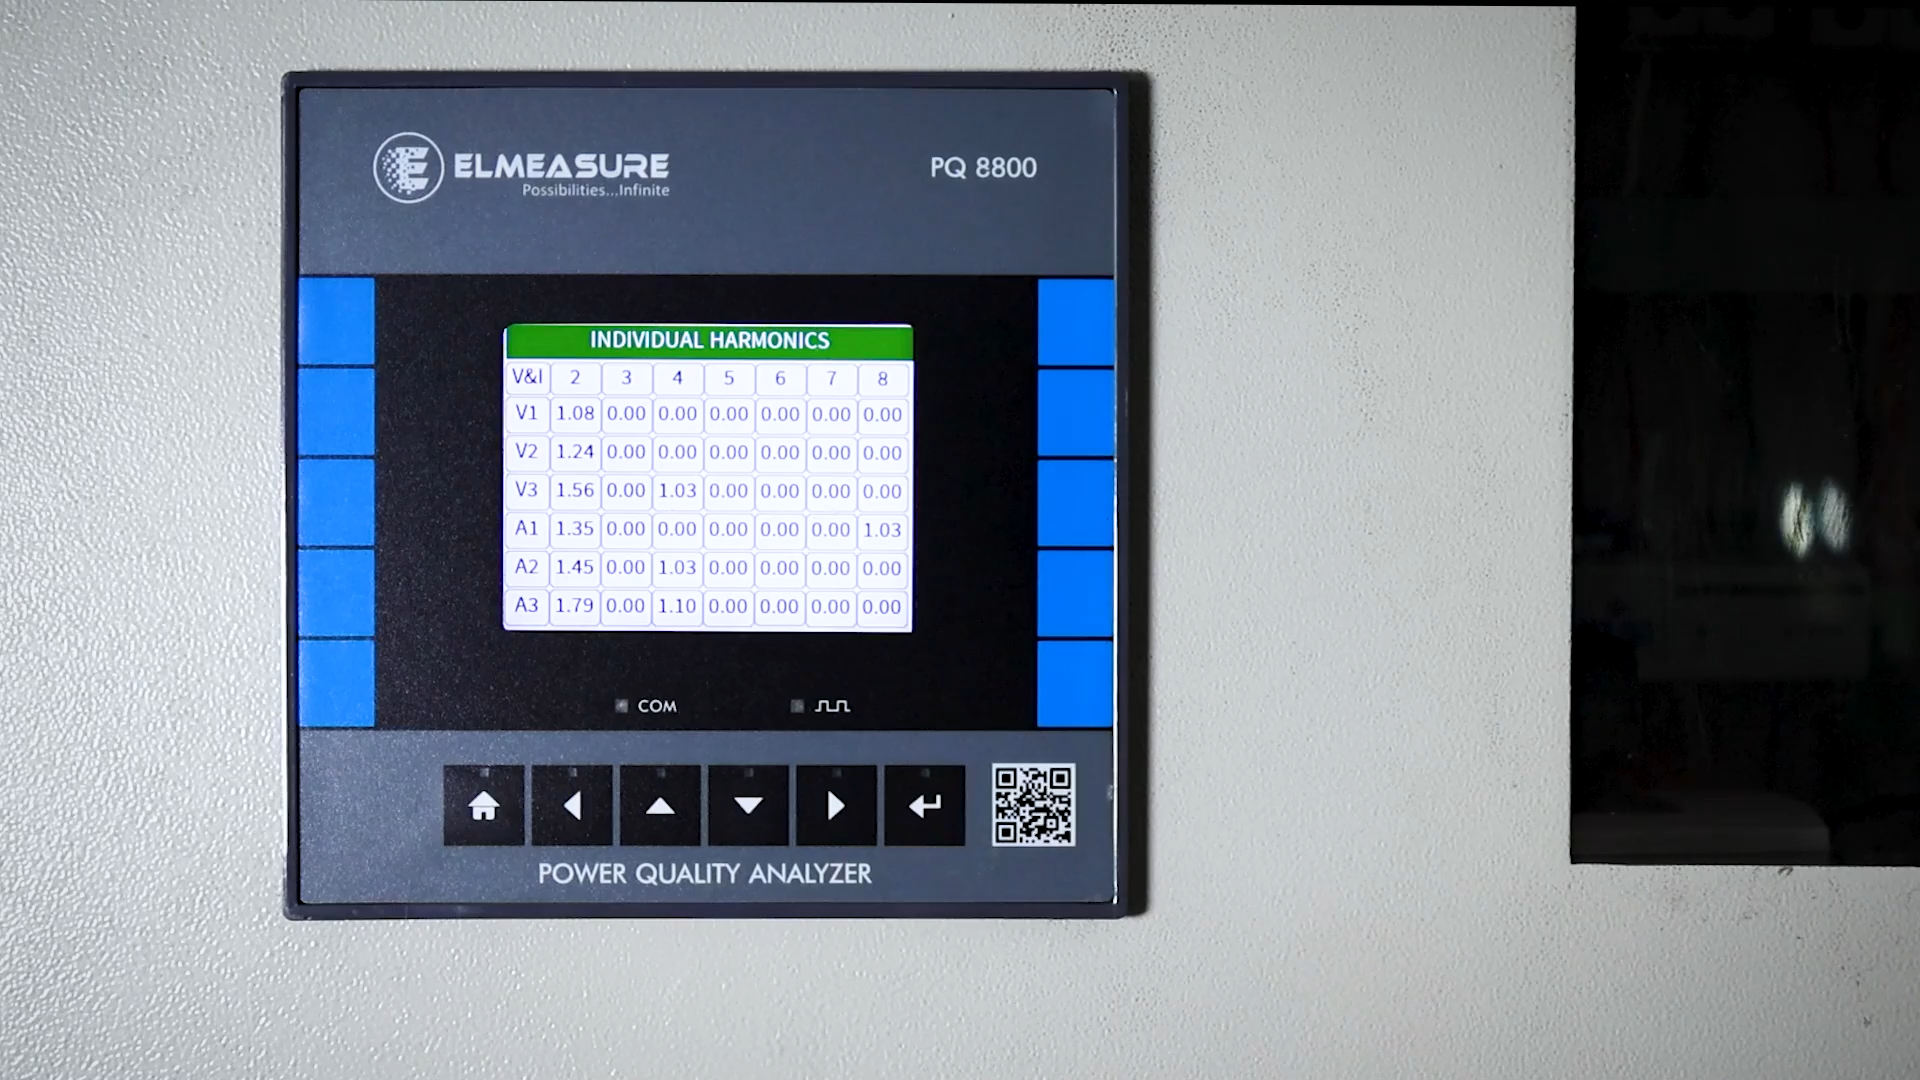 ELMEASURE
Possibilities...Infinite
PQ 8800
INDIVIDUAL HARMONICS
V&I 2 3 4 5 6 7 8
V1 1.08 0.00 0.00 0.00 0.00 0.00 0.00
V2 1.24 0.00 0.00 0.00 0.00 0.00 0.00
V3 1.56 0.00 1.03 0.00 0.00 0.00 0.00
A1 1.35 0.00 0.00 0.00 0.00 0.00 1.03
A2 1.45 0.00 1.03 0.00 0.00 0.00 0.00
A3 1.79 0.00 1.10 0.00 0.00 0.00 0.00
COM
POWER QUALITY ANALYZER